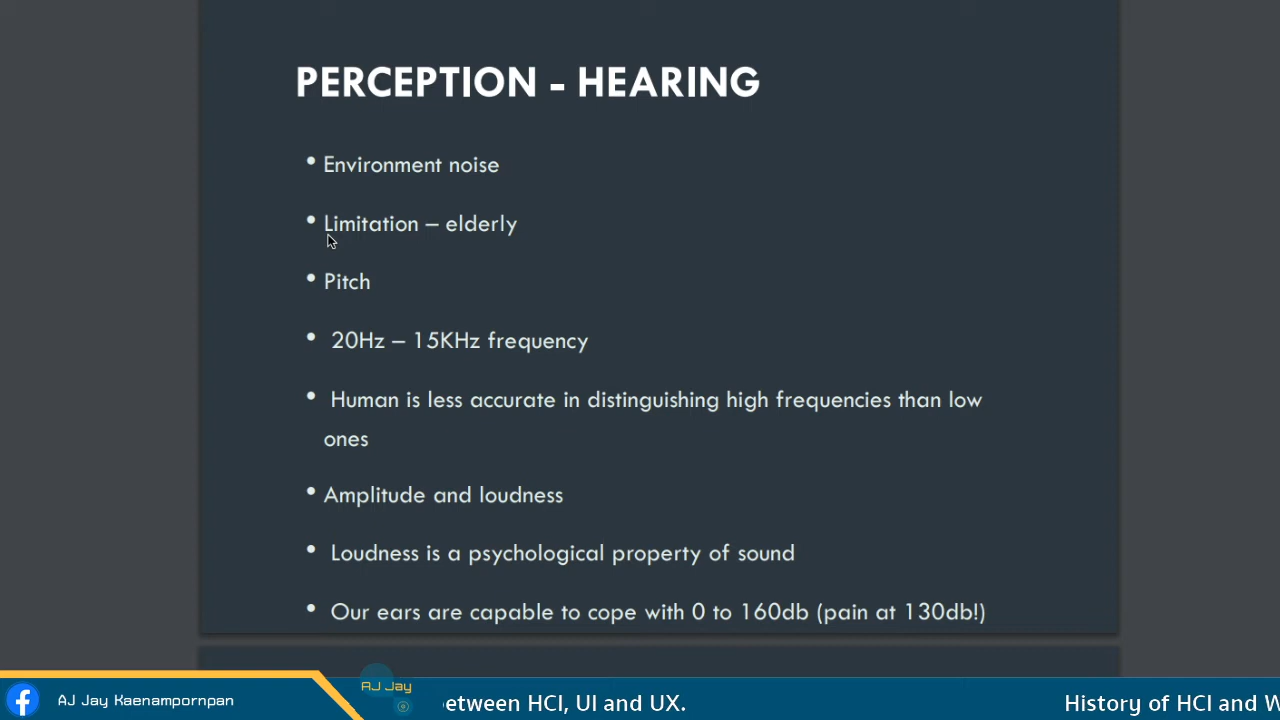 PERCEPTION - HEARING
• Environment noise
• Limitation – elderly
• Pitch
• 20Hz – 15KHz frequency
• Human is less accurate in distinguishing high frequencies than low
ones
• Amplitude and loudness
• Loudness is a psychological property of sound
• Our ears are capable to cope with 0 to 160db (pain at 130db!)
AJ Jay
AJ Jay Kaenampornpan
etween HCI, UI and UX. History of HCI and W